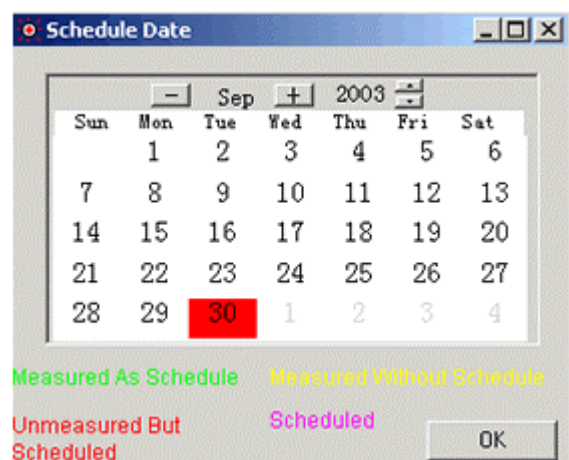 Schedule Date
− Sep + 2003
Sun Mon Tue Wed Thu Fri Sat
1 2 3 4 5 6
7 8 9 10 11 12 13
14 15 16 17 18 19 20
21 22 23 24 25 26 27
28 29 30 1 2 3 4
Measured As Schedule Measured Without Schedule
Unmeasured But Scheduled
Scheduled
OK